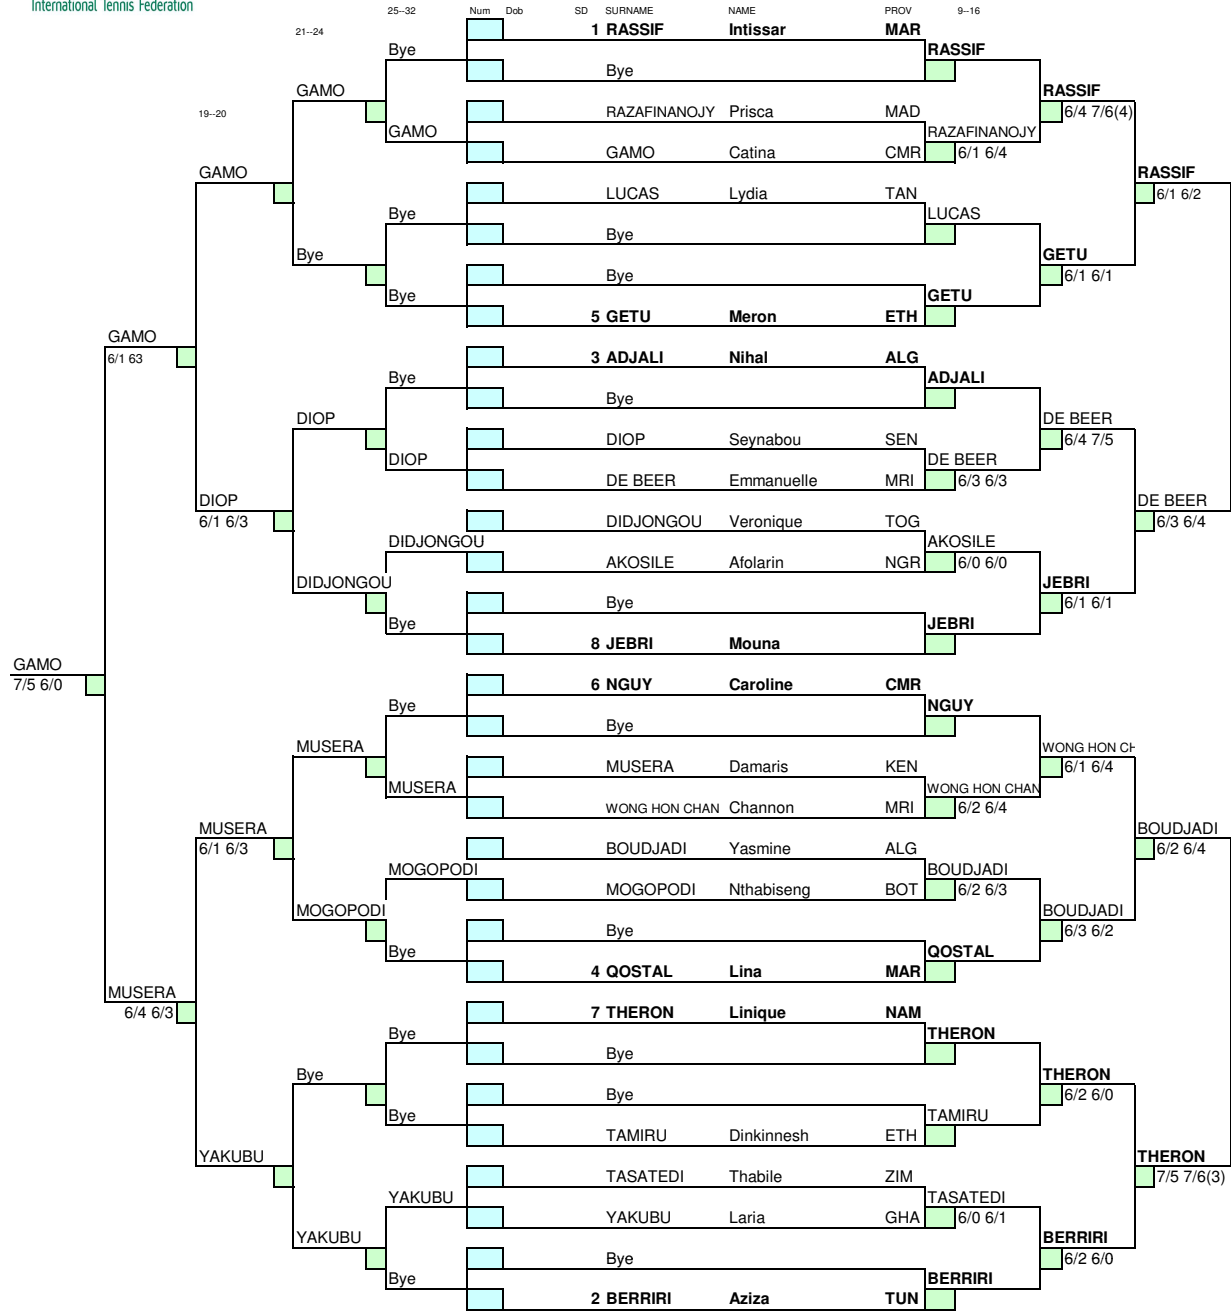 International Tennis Federation
25--32 Num Dob SD SURNAME NAME PROV 9--16
21--24
1 RASSIF Intissar MAR
Bye RASSIF
Bye
GAMO RASSIF
19--20 RAZAFINANOJY Prisca MAD 6/4 7/6(4)
GAMO RAZAFINANOJY
GAMO Catina CMR 6/1 6/4
GAMO RASSIF
LUCAS Lydia TAN 6/1 6/2
Bye LUCAS
Bye
Bye GETU
Bye 6/1 6/1
Bye GETU
5 GETU Meron ETH
GAMO
6/1 63 3 ADJALI Nihal ALG
Bye ADJALI
Bye
DIOP DE BEER
DIOP Seynabou SEN 6/4 7/5
DIOP DE BEER
DE BEER Emmanuelle MRI 6/3 6/3
DIOP DE BEER
6/1 6/3 DIDJONGOU Veronique TOG 6/3 6/4
DIDJONGOU AKOSILE
AKOSILE Afolarin NGR 6/0 6/0
DIDJONGOU JEBRI
Bye 6/1 6/1
Bye JEBRI
8 JEBRI Mouna
GAMO
7/5 6/0 6 NGUY Caroline CMR
Bye NGUY
Bye
MUSERA WONG HON CH
MUSERA Damaris KEN 6/1 6/4
MUSERA WONG HON CHAN
WONG HON CHAN Channon MRI 6/2 6/4
MUSERA BOUDJADI
6/1 6/3 BOUDJADI Yasmine ALG 6/2 6/4
MOGOPODI BOUDJADI
MOGOPODI Nthabiseng BOT 6/2 6/3
MOGOPODI BOUDJADI
Bye 6/3 6/2
Bye QOSTAL
4 QOSTAL Lina MAR
MUSERA
6/4 6/3 7 THERON Linique NAM
Bye THERON
Bye
Bye THERON
Bye 6/2 6/0
Bye TAMIRU
TAMIRU Dinkinnesh ETH
YAKUBU THERON
TASATEDI Thabile ZIM 7/5 7/6(3)
YAKUBU TASATEDI
YAKUBU Laria GHA 6/0 6/1
YAKUBU BERRIRI
Bye 6/2 6/0
Bye BERRIRI
2 BERRIRI Aziza TUN